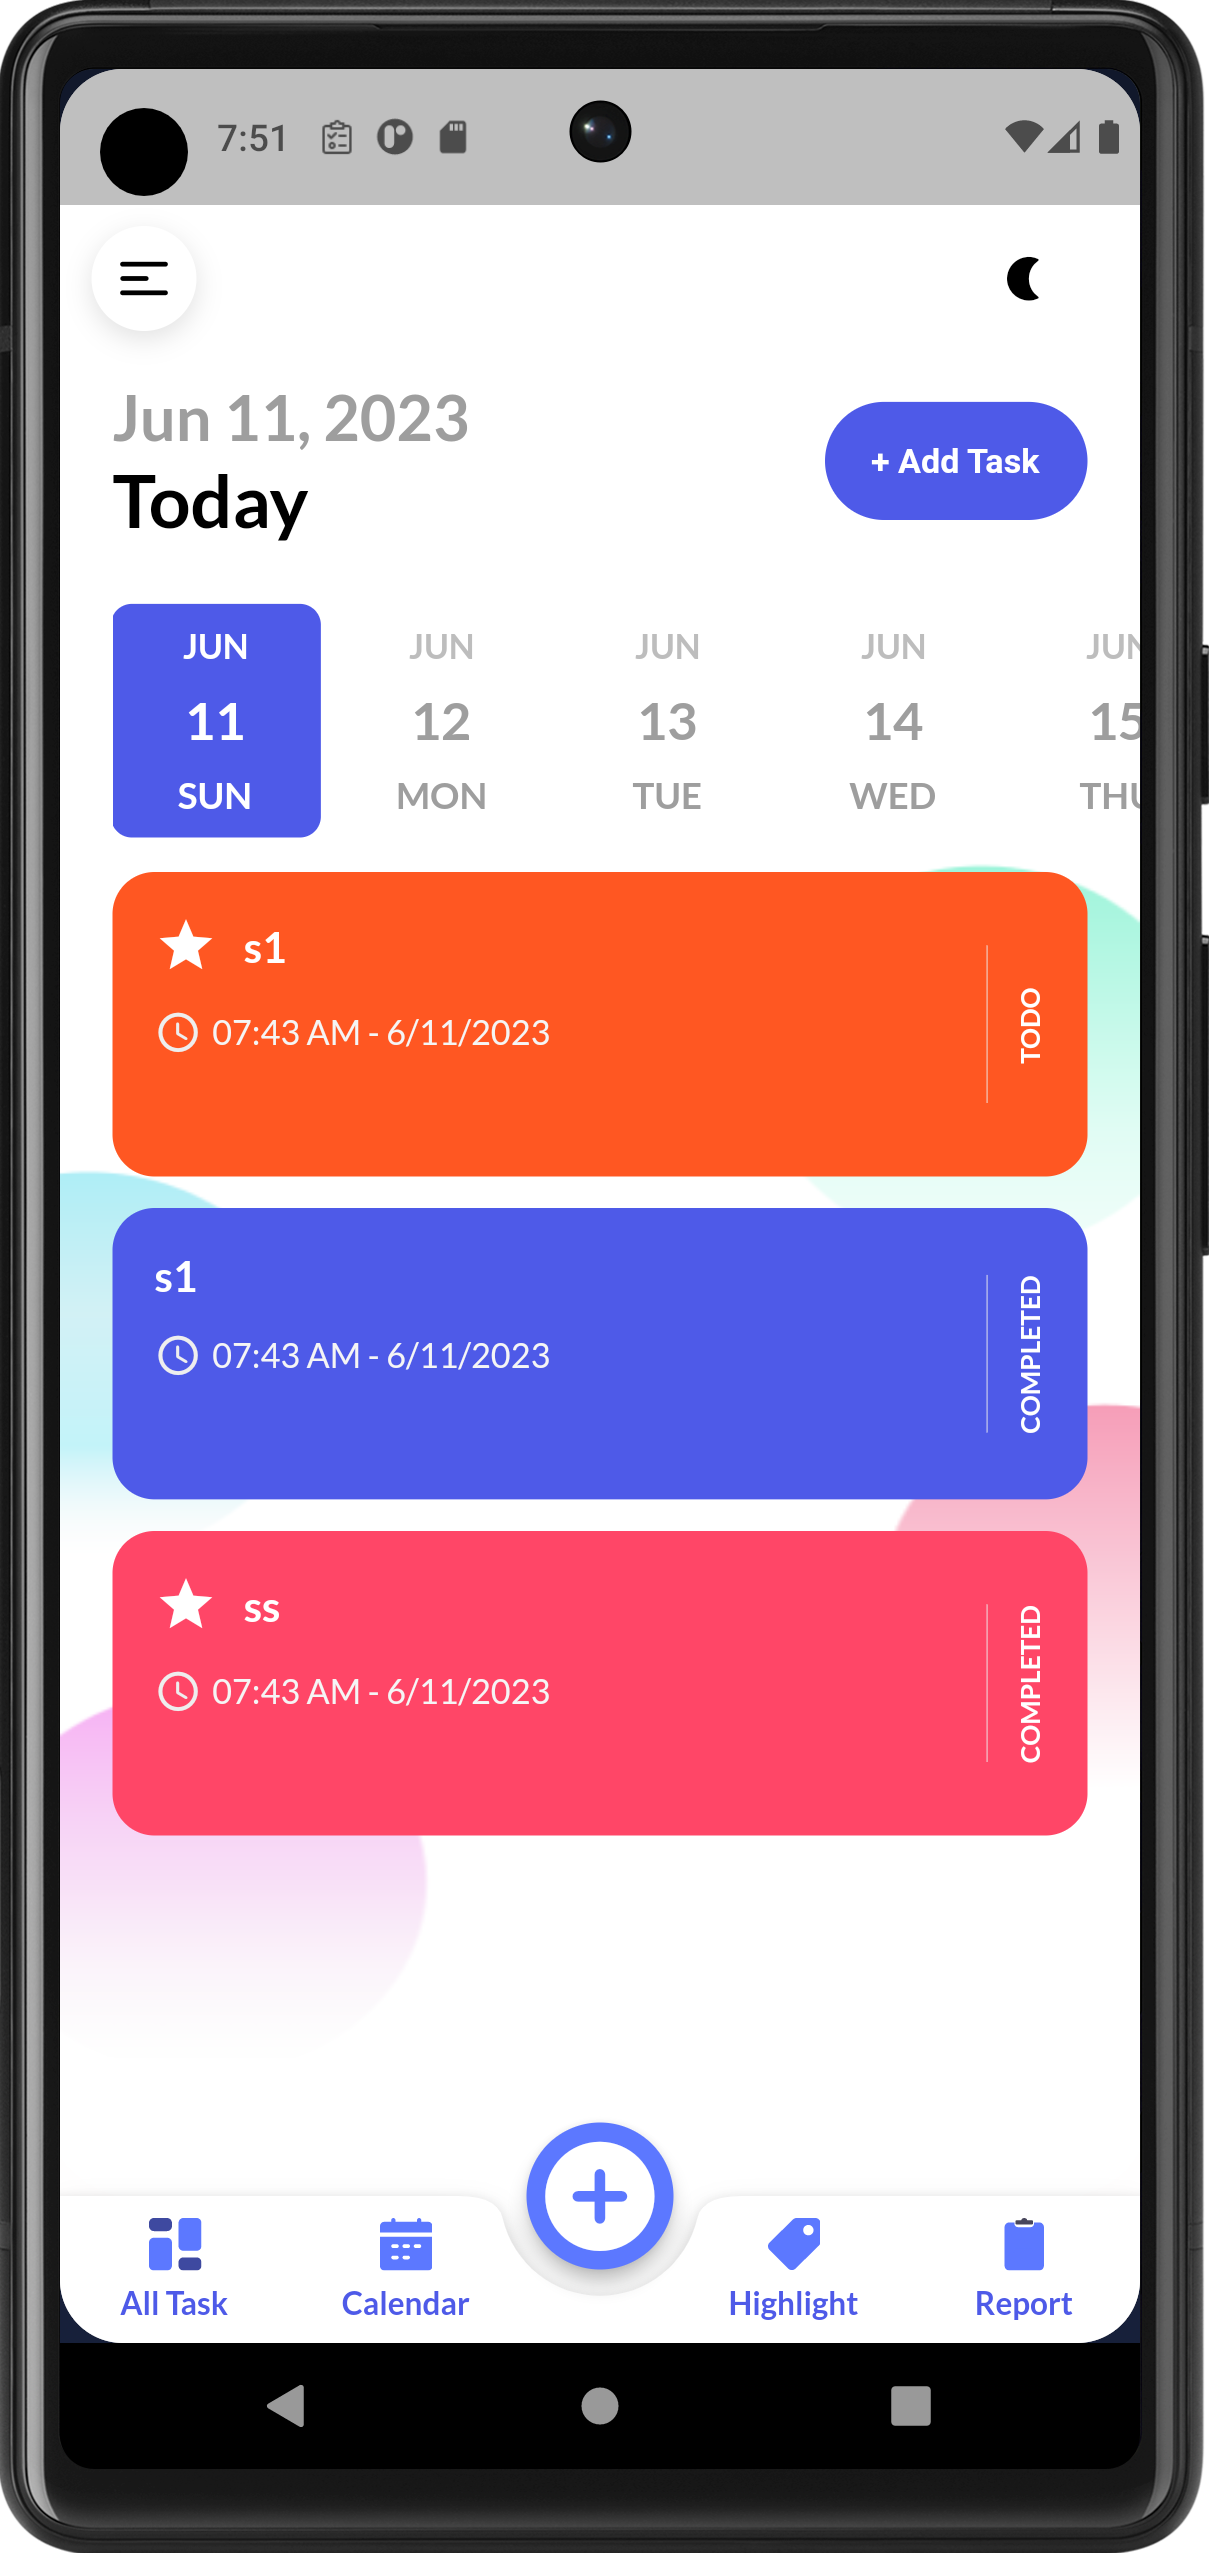 7:51
Jun 11, 2023
Today
+ Add Task
JUN JUN JUN JUN JUN
11 12 13 14 15
SUN MON TUE WED THU
s1
07:43 AM - 6/11/2023
TODO
s1
07:43 AM - 6/11/2023
COMPLETED
ss
07:43 AM - 6/11/2023
COMPLETED
All Task Calendar Highlight Report